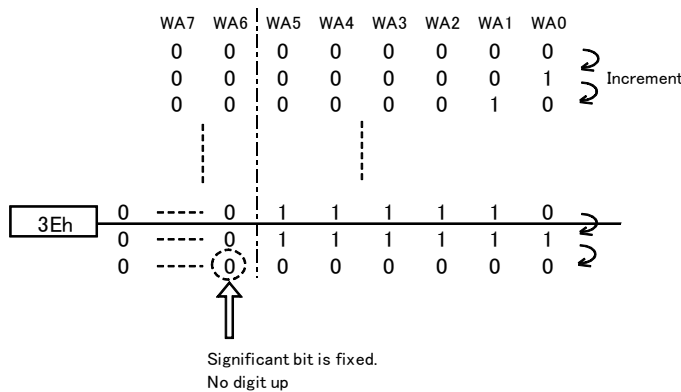 WA7 WA6 WA5 WA4 WA3 WA2 WA1 WA0
0 0 0 0 0 0 0 0
0 0 0 0 0 0 0 1
Increment
0 0 0 0 0 0 1 0
0 ----- 0 1 1 1 1 1 0
3Eh
0 ----- 0 1 1 1 1 1 1
0 ----- 0 0 0 0 0 0 0
Significant bit is fixed.
No digit up